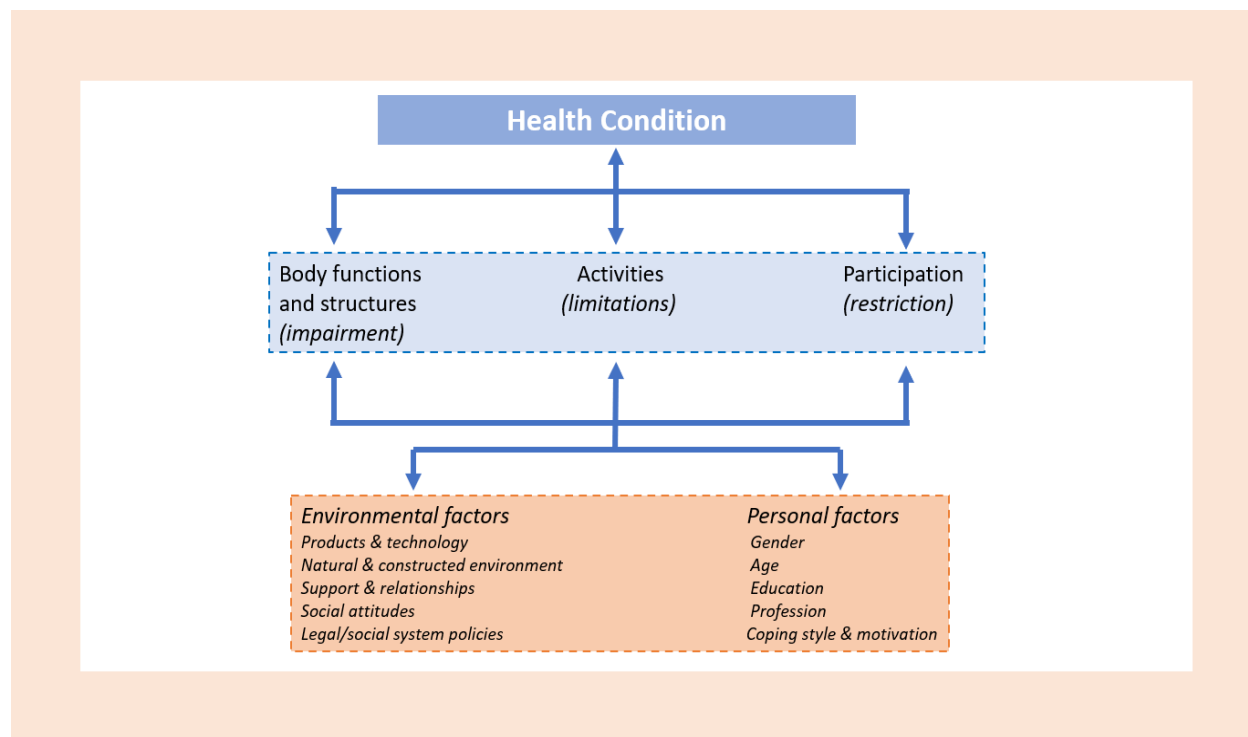 Health Condition
Body functions
and structures
(impairment)
Activities
(limitations)
Participation
(restriction)
Environmental factors
Products & technology
Natural & constructed environment
Support & relationships
Social attitudes
Legal/social system policies
Personal factors
Gender
Age
Education
Profession
Coping style & motivation